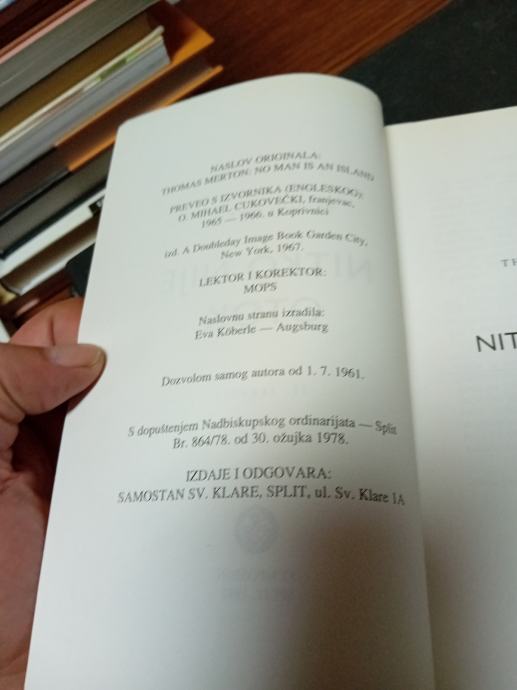 NASLOV ORIGINALA:
THOMAS MERTON: NO MAN IS AN ISLAND
PREVEO S IZVORNIKA (ENGLESKOG):
O. MIHAEL CUKOVEČKI, franjevac,
1965 — 1966. u Koprivnici
izd. A Doubleday Image Book Garden City,
New York, 1967.
LEKTOR I KOREKTOR:
MOPS
Naslovnu stranu izradila:
Eva Köberle — Augsburg
Dozvolom samog autora od 1. 7. 1961.
S dopuštenjem Nadbiskupskog ordinarijata — Split
Br. 864/78. od 30. ožujka 1978.
IZDAJE I ODGOVARA:
SAMOSTAN SV. KLARE, SPLIT, ul. Sv. Klare 1A
TH
NIT